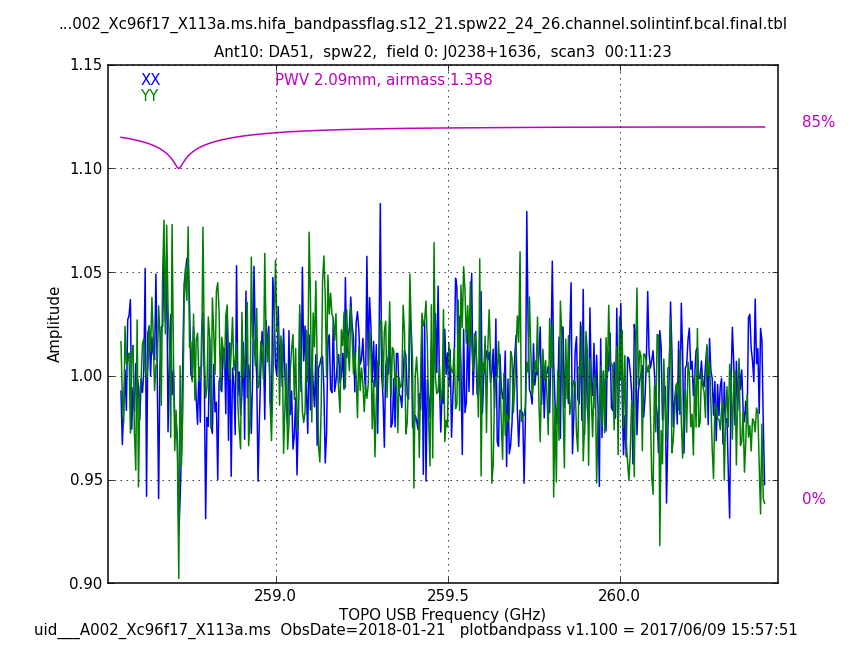 ...002_Xc96f17_X113a.ms.hifa_bandpassflag.s12_21.spw22_24_26.channel.solintinf.bcal.final.tbl
Ant10: DA51,  spw22,  field 0: J0238+1636,  scan3  00:11:23
1.15
XX
PWV 2.09mm, airmass 1.358
YY
85%
1.10
1.05
Amplitude
1.00
0.95
0%
0.90
259.0
259.5
260.0
TOPO USB Frequency (GHz)
uid___A002_Xc96f17_X113a.ms  ObsDate=2018-01-21   plotbandpass v1.100 = 2017/06/09 15:57:51